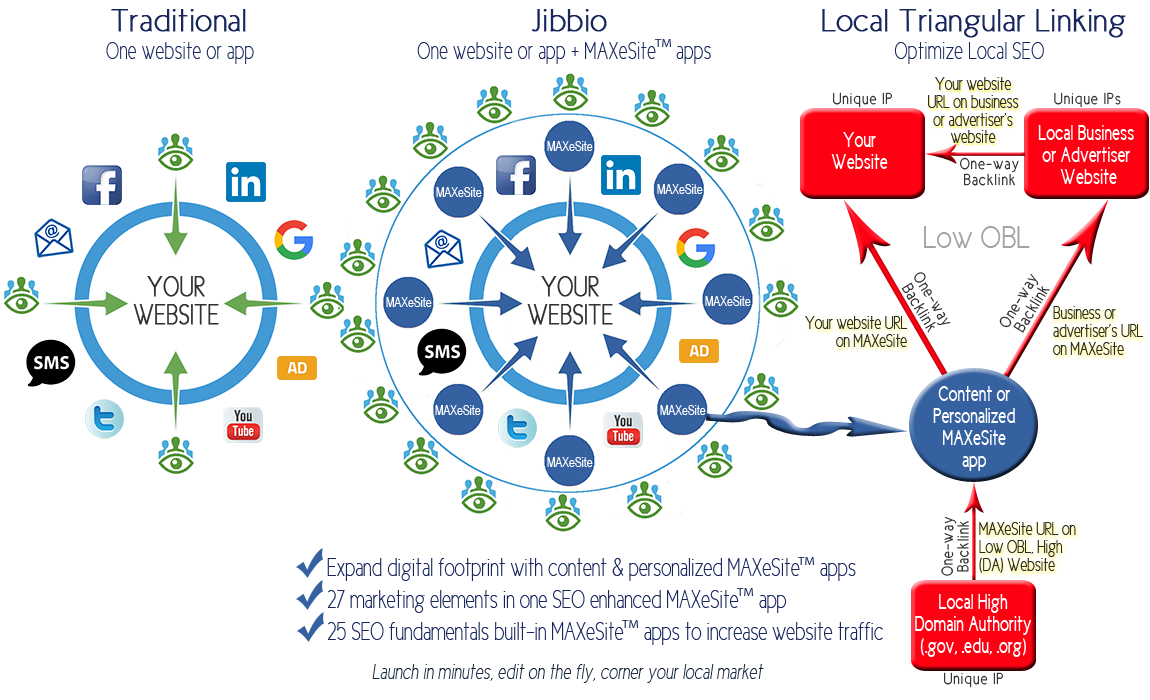 Traditional
One website or app
f
in
@
G
YOUR
WEBSITE
SMS
AD
t
You
Tube
Jibbio
One website or app + MAXeSite™ apps
MAXeSite
MAXeSite
f
in
MAXeSite
@
G
MAXeSite
YOUR
WEBSITE
MAXeSite
SMS
AD
MAXeSite
t
You
Tube
MAXeSite
MAXeSite
Local Triangular Linking
Optimize Local SEO
Unique IP
Your website
URL on business
or advertiser's
website
Unique IPs
Your
Website
One-way
Backlink
Local Business
or Advertiser
Website
Low OBL
One-way
Backlink
One-way
Backlink
Your website URL
on MAXeSite
Business or
advertiser's URL
on MAXeSite
Content or
Personalized
MAXeSite
app
One-way
Backlink
MAXeSite URL on
Low OBL, High
(DA) Website
Local High
Domain Authority
(.gov, .edu, .org)
Unique IP
Expand digital footprint with content & personalized MAXeSite™ apps
27 marketing elements in one SEO enhanced MAXeSite™ app
25 SEO fundamentals built-in MAXeSite™ apps to increase website traffic
Launch in minutes, edit on the fly, corner your local market